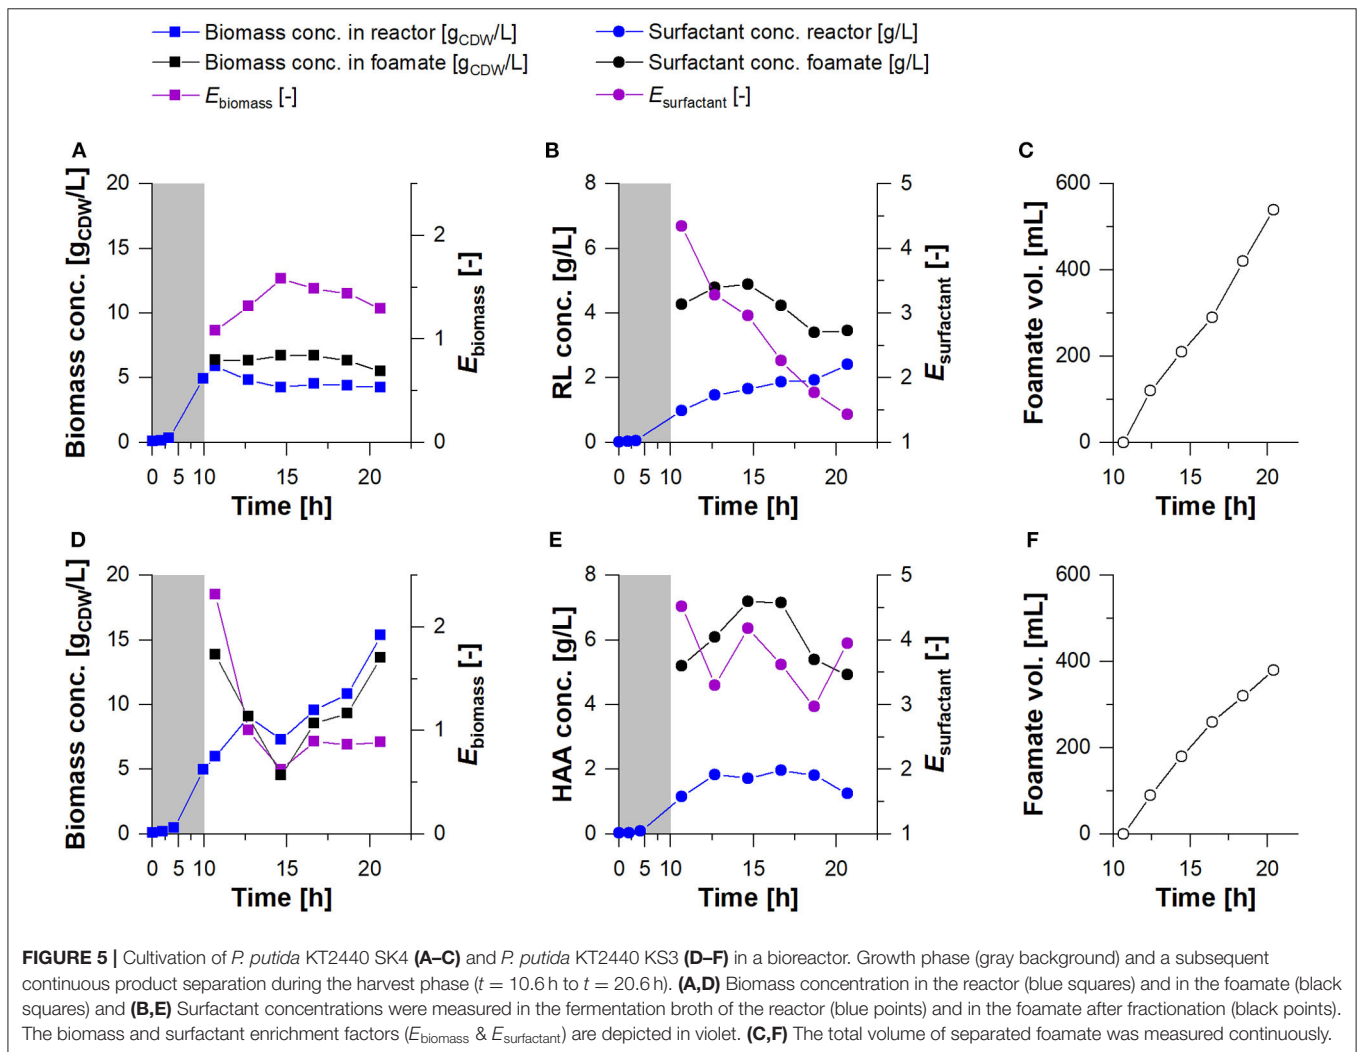 Biomass conc. in reactor [gCDW/L]
Surfactant conc. reactor [g/L]
Biomass conc. in foamate [gCDW/L]
Surfactant conc. foamate [g/L]
Ebiomass [-]
Esurfactant [-]
A
Biomass conc. [gCDW/L]
20
15
10
5
0
2
1
0
Ebiomass [-]
0 5 10 15 20
Time [h]
B
RL conc. [g/L]
8
6
4
2
0
5
4
3
2
1
Esurfactant [-]
0 5 10 15 20
Time [h]
C
Foamate vol. [mL]
600
400
200
0
10 15 20
Time [h]
D
Biomass conc. [gCDW/L]
20
15
10
5
0
2
1
0
Ebiomass [-]
0 5 10 15 20
Time [h]
E
HAA conc. [g/L]
8
6
4
2
0
5
4
3
2
1
Esurfactant [-]
0 5 10 15 20
Time [h]
F
Foamate vol. [mL]
600
400
200
0
10 15 20
Time [h]
FIGURE 5 | Cultivation of P. putida KT2440 SK4 (A–C) and P. putida KT2440 KS3 (D–F) in a bioreactor. Growth phase (gray background) and a subsequent
continuous product separation during the harvest phase (t = 10.6 h to t = 20.6 h). (A,D) Biomass concentration in the reactor (blue squares) and in the foamate (black
squares) and (B,E) Surfactant concentrations were measured in the fermentation broth of the reactor (blue points) and in the foamate after fractionation (black points).
The biomass and surfactant enrichment factors (Ebiomass & Esurfactant) are depicted in violet. (C,F) The total volume of separated foamate was measured continuously.